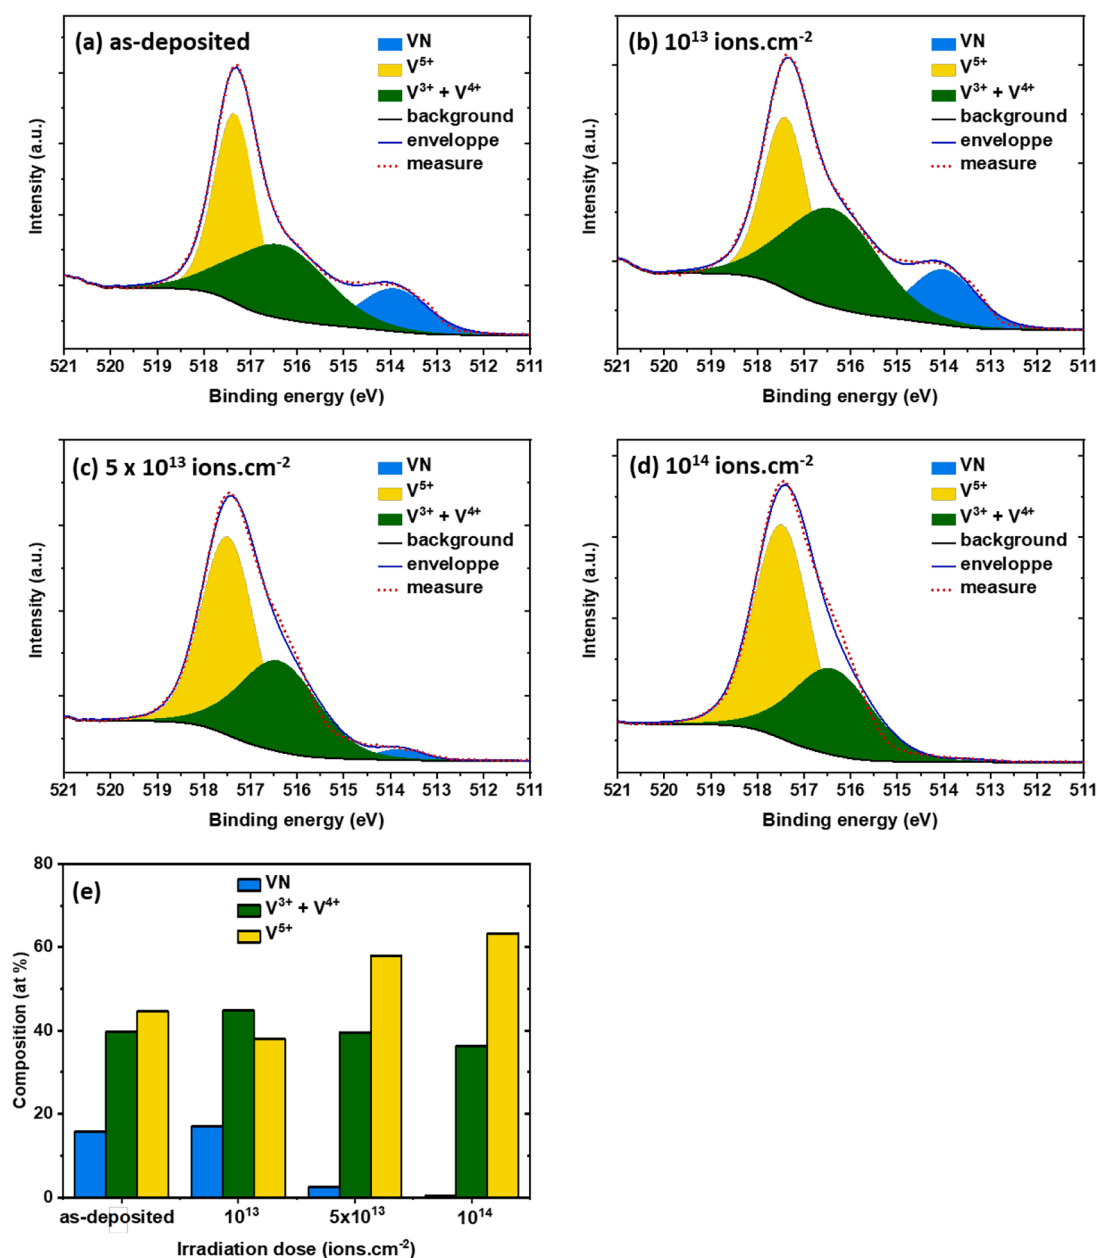 (a) as-deposited
VN
V⁵⁺
V³⁺ + V⁴⁺
background
enveloppe
measure
Intensity (a.u.)
521 520 519 518 517 516 515 514 513 512 511
Binding energy (eV)
(b) 10¹³ ions.cm⁻²
VN
V⁵⁺
V³⁺ + V⁴⁺
background
enveloppe
measure
Intensity (a.u.)
521 520 519 518 517 516 515 514 513 512 511
Binding energy (eV)
(c) 5 x 10¹³ ions.cm⁻²
VN
V⁵⁺
V³⁺ + V⁴⁺
background
enveloppe
measure
Intensity (a.u.)
521 520 519 518 517 516 515 514 513 512 511
Binding energy (eV)
(d) 10¹⁴ ions.cm⁻²
VN
V⁵⁺
V³⁺ + V⁴⁺
background
enveloppe
measure
Intensity (a.u.)
521 520 519 518 517 516 515 514 513 512 511
Binding energy (eV)
(e)
VN
V³⁺ + V⁴⁺
V⁵⁺
Composition (at %)
80
60
40
20
0
as-deposited 10¹³ 5x10¹³ 10¹⁴
Irradiation dose (ions.cm⁻²)